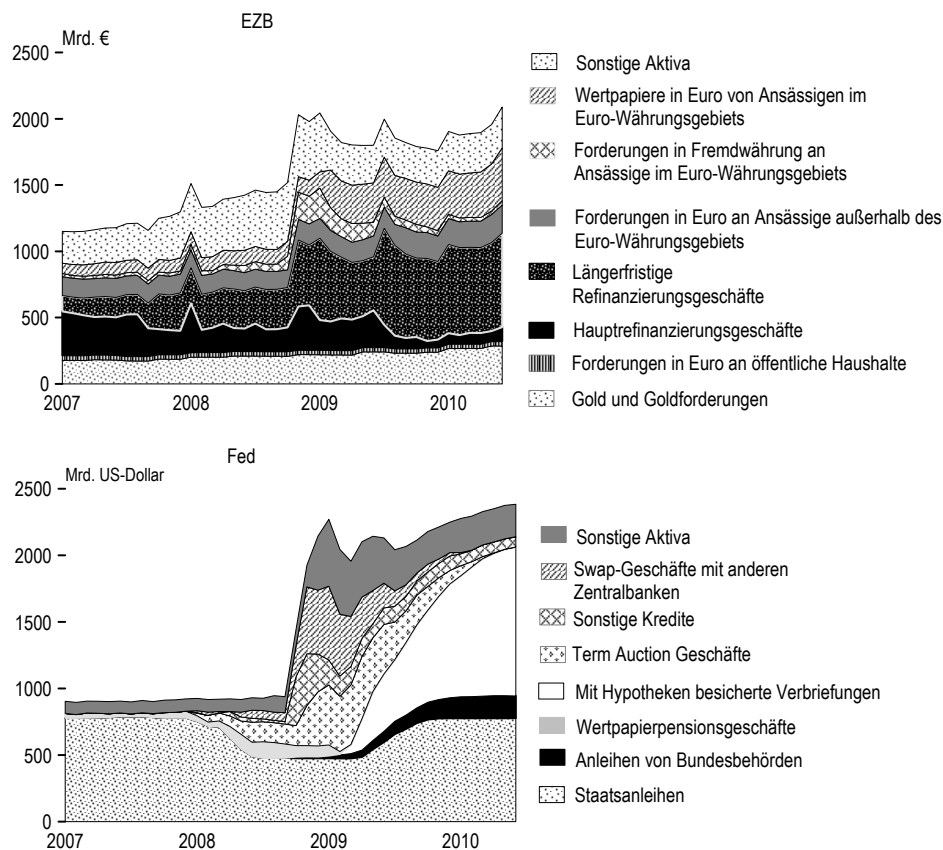 EZB
Mrd. €
2500
2000
1500
1000
500
0
2007
2008
2009
2010
Sonstige Aktiva
Wertpapiere in Euro von Ansässigen im
Euro-Währungsgebiets
Forderungen in Fremdwährung an
Ansässige im Euro-Währungsgebiets
Forderungen in Euro an Ansässige außerhalb des
Euro-Währungsgebiets
Längerfristige
Refinanzierungsgeschäfte
Hauptrefinanzierungsgeschäfte
Forderungen in Euro an öffentliche Haushalte
Gold und Goldforderungen
Fed
Mrd. US-Dollar
2500
2000
1500
1000
500
0
2007
2008
2009
2010
Sonstige Aktiva
Swap-Geschäfte mit anderen
Zentralbanken
Sonstige Kredite
Term Auction Geschäfte
Mit Hypotheken besicherte Verbriefungen
Wertpapierpensionsgeschäfte
Anleihen von Bundesbehörden
Staatsanleihen